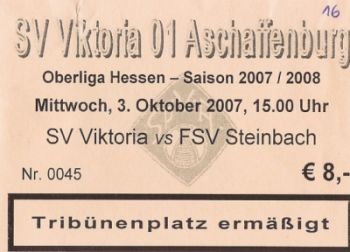 16
SV Viktoria 01 Aschaffenburg
Oberliga Hessen – Saison 2007 / 2008
Mittwoch, 3. Oktober 2007, 15.00 Uhr
SV Viktoria vs FSV Steinbach
Nr. 0045 € 8,-
Tribünenplatz ermäßigt